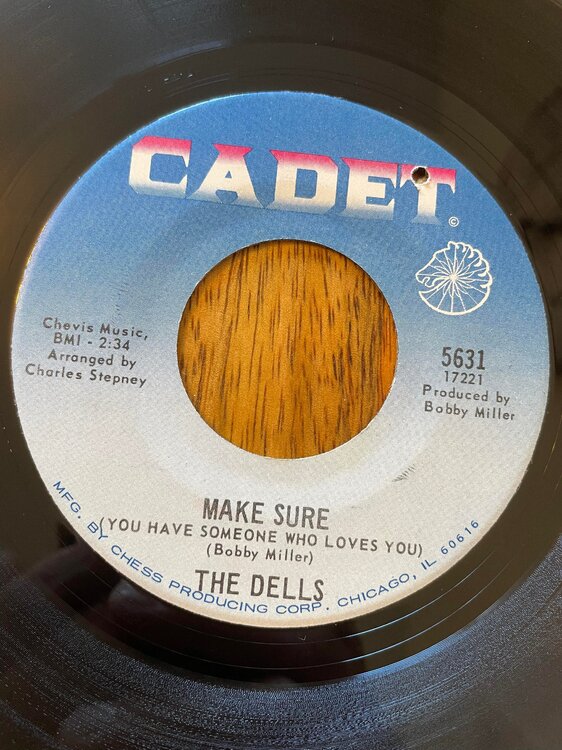 CADET
©
Chevis Music,
BMI - 2:34
Arranged by
Charles Stepney
5631
17221
Produced by
Bobby Miller
MAKE SURE
(YOU HAVE SOMEONE WHO LOVES YOU)
(Bobby Miller)
THE DELLS
MFG. BY CHESS PRODUCING CORP. CHICAGO, IL 60616